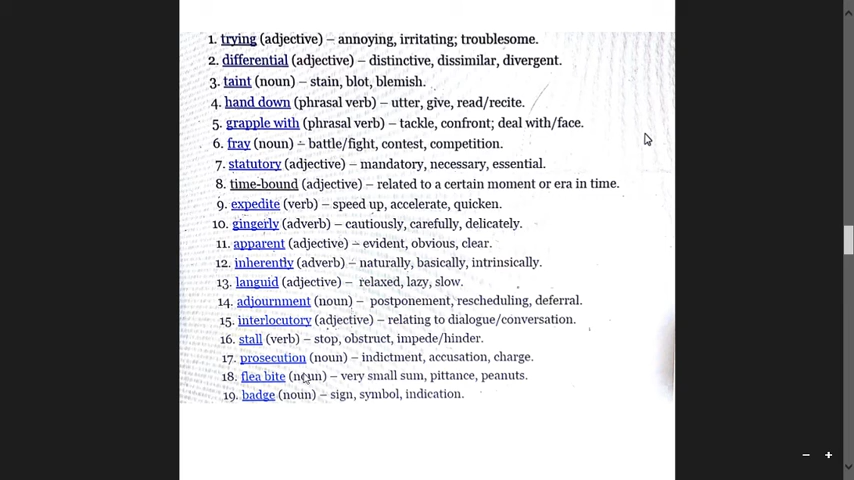 1. trying (adjective) – annoying, irritating; troublesome.
2. differential (adjective) – distinctive, dissimilar, divergent.
3. taint (noun) – stain, blot, blemish.
4. hand down (phrasal verb) – utter, give, read/recite.
5. grapple with (phrasal verb) – tackle, confront; deal with/face.
6. fray (noun) – battle/fight, contest, competition.
7. statutory (adjective) – mandatory, necessary, essential.
8. time-bound (adjective) – related to a certain moment or era in time.
9. expedite (verb) – speed up, accelerate, quicken.
10. gingerly (adverb) – cautiously, carefully, delicately.
11. apparent (adjective) – evident, obvious, clear.
12. inherently (adverb) – naturally, basically, intrinsically.
13. languid (adjective) – relaxed, lazy, slow.
14. adjournment (noun) – postponement, rescheduling, deferral.
15. interlocutory (adjective) – relating to dialogue/conversation.
16. stall (verb) – stop, obstruct, impede/hinder.
17. prosecution (noun) – indictment, accusation, charge.
18. flea bite (noun) – very small sum, pittance, peanuts.
19. badge (noun) – sign, symbol, indication.